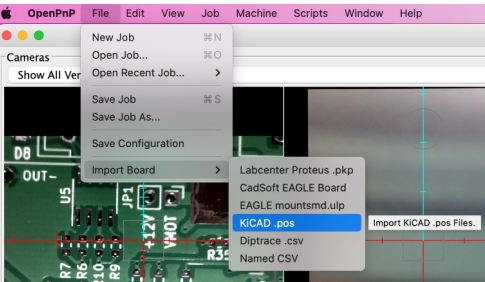 OpenPnP File Edit View Job Machine Scripts Window Help
Cameras
Show All Ver
New Job ⌘N
Open Job... ⌘O
Open Recent Job... >
Save Job ⌘S
Save Job As...
Save Configuration
Import Board >
Labcenter Proteus .pkp
CadSoft EAGLE Board
EAGLE mountsmd.ulp
KiCAD .pos
Diptrace .csv
Named CSV
Import KiCAD .pos Files.
D8
OUT-
U5
JP1
+12V
VMOT
R35
R7
R6
R10
R9